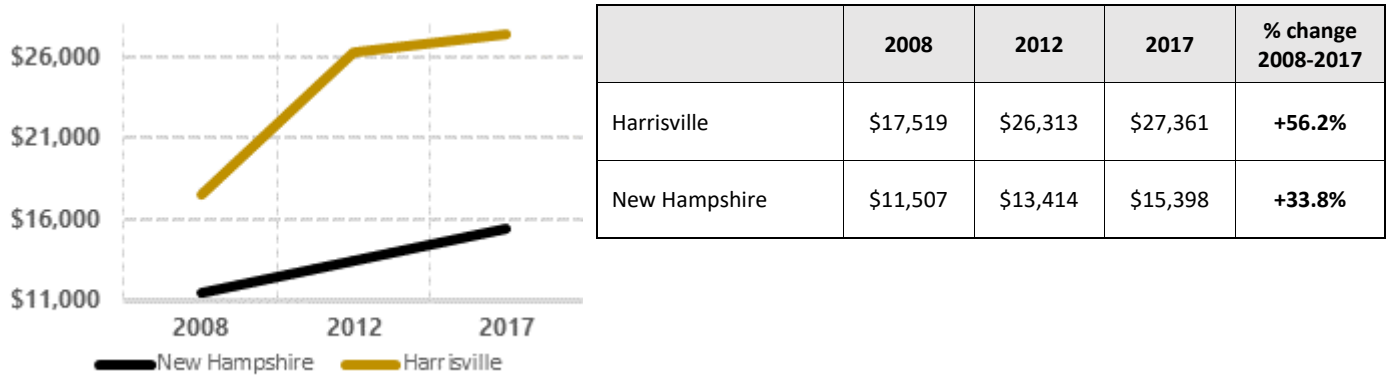 $26,000
$21,000
$16,000
$11,000
2008 2012 2017
New Hampshire Harrisville
2008 2012 2017 % change
2008-2017
Harrisville $17,519 $26,313 $27,361 +56.2%
New Hampshire $11,507 $13,414 $15,398 +33.8%